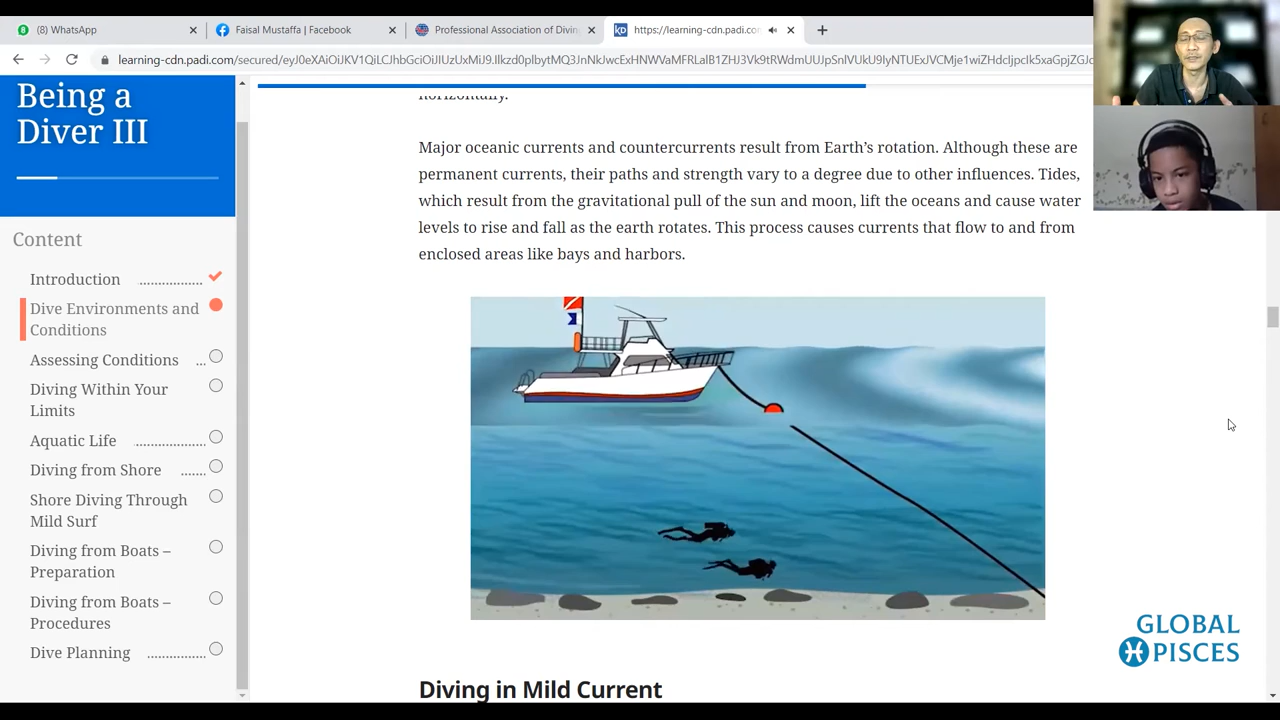 WhatsApp
Faisal Mustaffa | Facebook
Professional Association of Divin
https://learning-cdn.padi.com
Being a
Diver III
Content
Introduction
Dive Environments and
Conditions
Assessing Conditions
Diving Within Your
Limits
Aquatic Life
Diving from Shore
Shore Diving Through
Mild Surf
Diving from Boats –
Preparation
Diving from Boats –
Procedures
Dive Planning
horizontally.
Major oceanic currents and countercurrents result from Earth’s rotation. Although these are
permanent currents, their paths and strength vary to a degree due to other influences. Tides,
which result from the gravitational pull of the sun and moon, lift the oceans and cause water
levels to rise and fall as the earth rotates. This process causes currents that flow to and from
enclosed areas like bays and harbors.
Diving in Mild Current
GLOBAL
PISCES